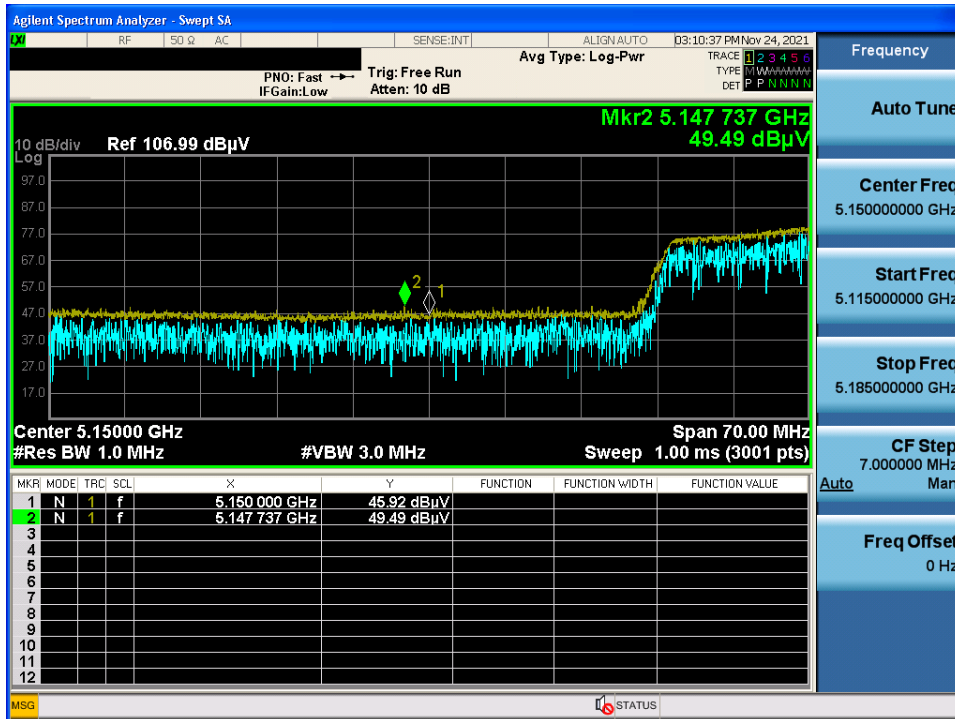 Agilent Spectrum Analyzer - Swept SA
LXI RF 50 Ω AC SENSE:INT ALIGN AUTO 03:10:37 PM Nov 24, 2021
Avg Type: Log-Pwr TRACE 1 2 3 4 5 6
PNO: Fast Trig: Free Run TYPE M W W W W W
IFGain:Low Atten: 10 dB DET P P N N N N
Mkr2 5.147 737 GHz
49.49 dBµV
10 dB/div Ref 106.99 dBµV
Log
97.0
87.0
77.0
67.0
57.0
47.0
37.0
27.0
17.0
2
1
Center 5.15000 GHz Span 70.00 MHz
#Res BW 1.0 MHz #VBW 3.0 MHz Sweep 1.00 ms (3001 pts)
MKR MODE TRC SCL X Y FUNCTION FUNCTION WIDTH FUNCTION VALUE
1 N 1 f 5.150 000 GHz 45.92 dBµV
2 N 1 f 5.147 737 GHz 49.49 dBµV
3
4
5
6
7
8
9
10
11
12
MSG STATUS
Frequency
Auto Tune
Center Freq
5.150000000 GHz
Start Freq
5.115000000 GHz
Stop Freq
5.185000000 GHz
CF Step
7.000000 MHz
Auto Man
Freq Offset
0 Hz